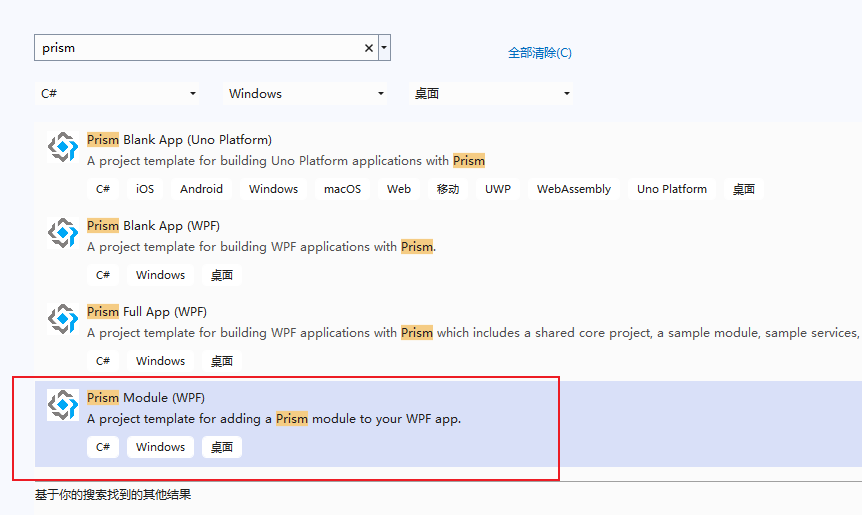 prism
全部清除(C)
C# Windows 桌面
Prism Blank App (Uno Platform)
A project template for building Uno Platform applications with Prism
C# iOS Android Windows macOS Web 移动 UWP WebAssembly Uno Platform 桌面
Prism Blank App (WPF)
A project template for building WPF applications with Prism.
C# Windows 桌面
Prism Full App (WPF)
A project template for building WPF applications with Prism which includes a shared core project, a sample module, sample services,
C# Windows 桌面
Prism Module (WPF)
A project template for adding a Prism module to your WPF app.
C# Windows 桌面
基于你的搜索找到的其他结果